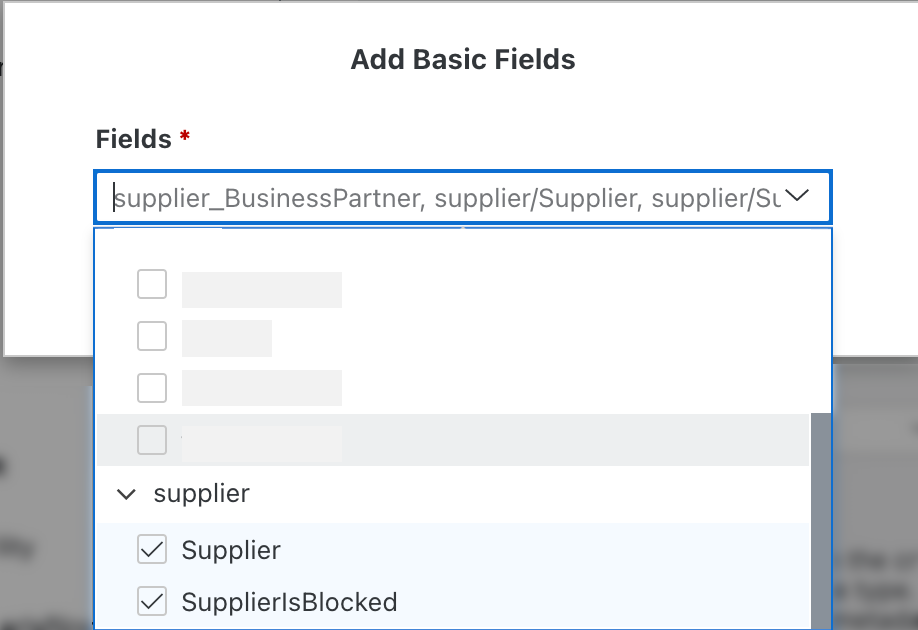 Add Basic Fields
Fields *
supplier_BusinessPartner, supplier/Supplier, supplier/Su
supplier
Supplier
SupplierIsBlocked